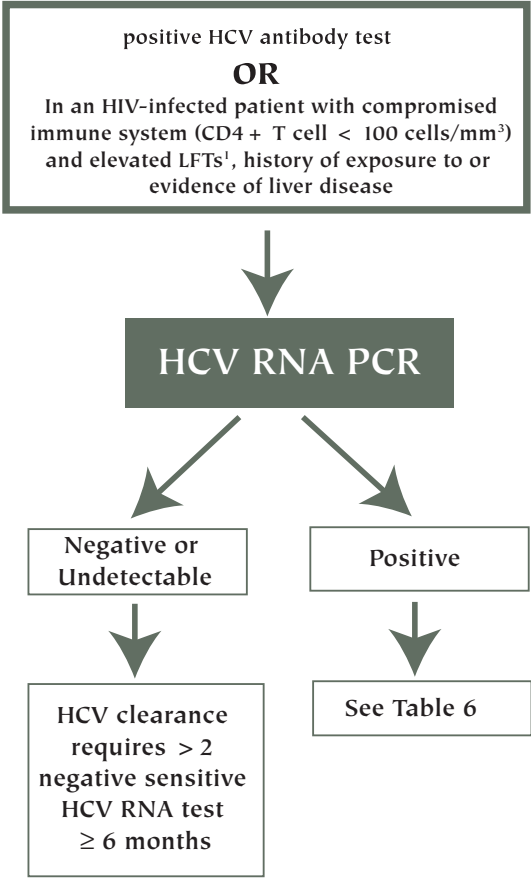 positive HCV antibody test
OR
In an HIV-infected patient with compromised
immune system (CD4 + T cell < 100 cells/mm³)
and elevated LFTs¹, history of exposure to or
evidence of liver disease
HCV RNA PCR
Negative or
Undetectable
Positive
HCV clearance
requires > 2
negative sensitive
HCV RNA test
≥ 6 months
See Table 6